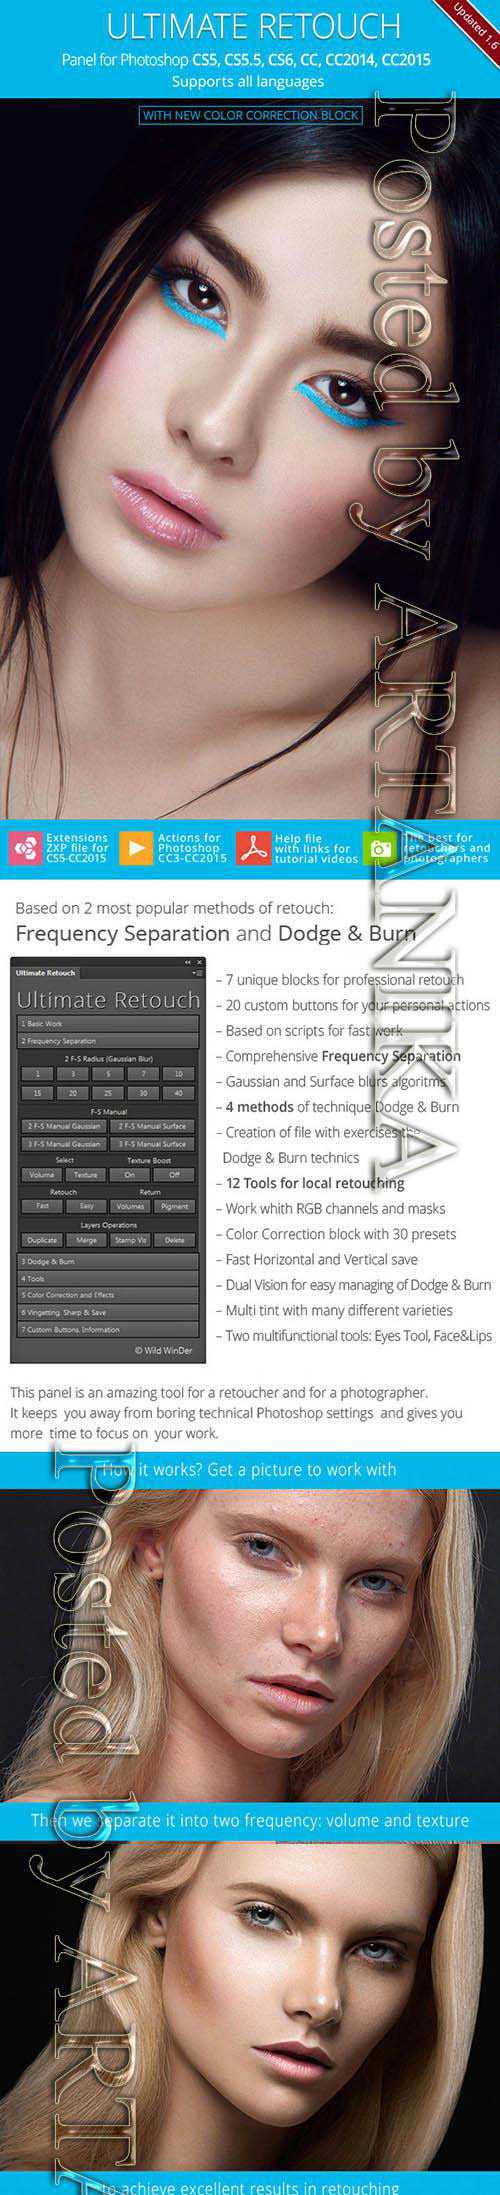 ULTIMATE RETOUCH
Updated 1.6
Panel for Photoshop CS5, CS5.5, CS6, CC, CC2014, CC2015
Supports all languages
WITH NEW COLOR CORRECTION BLOCK
Posted by ARTANIKA
Extensions
ZXP file for
CS5-CC2015
Actions for
Photoshop
CC3-CC2015
Help file
with links for
tutorial videos
The best for
retouchers and
photographers
Based on 2 most popular methods of retouch:
Frequency Separation and Dodge & Burn
Ultimate Retouch
Ultimate Retouch
1 Basic Work
2 Frequency Separation
2 F-S Radius (Gaussian Blur)
1 3 5 7 10
15 20 25 30 40
F-S Manual
2 F-S Manual Gaussian 2 F-S Manual Surface
3 F-S Manual Gaussian 3 F-S Manual Surface
Select Texture Boost
Volume Texture On Off
Retouch Return
Fast Easy Volumes Pigment
Layers Operations
Duplicate Merge Stamp Vis Delete
3 Dodge & Burn
4 Tools
5 Color Correction and Effects
6 Vingetting, Sharp & Save
7 Custom Buttons, Information
© Wild WinDer
– 7 unique blocks for professional retouch
– 20 custom buttons for your personal actions
– Based on scripts for fast work
– Comprehensive Frequency Separation
– Gaussian and Surface blurs algoritms
– 4 methods of technique Dodge & Burn
– Creation of file with exercises the
Dodge & Burn technics
– 12 Tools for local retouching
– Work whith RGB channels and masks
– Color Correction block with 30 presets
– Fast Horizontal and Vertical save
– Dual Vision for easy managing of Dodge & Burn
– Multi tint with many different varieties
– Two multifunctional tools: Eyes Tool, Face&Lips
This panel is an amazing tool for a retoucher and for a photographer.
It keeps you away from boring technical Photoshop settings and gives you
more time to focus on your work.
How it works? Get a picture to work with
Posted by ARTA
Then we separate it into two frequency: volume and texture
to achieve excellent results in retouching